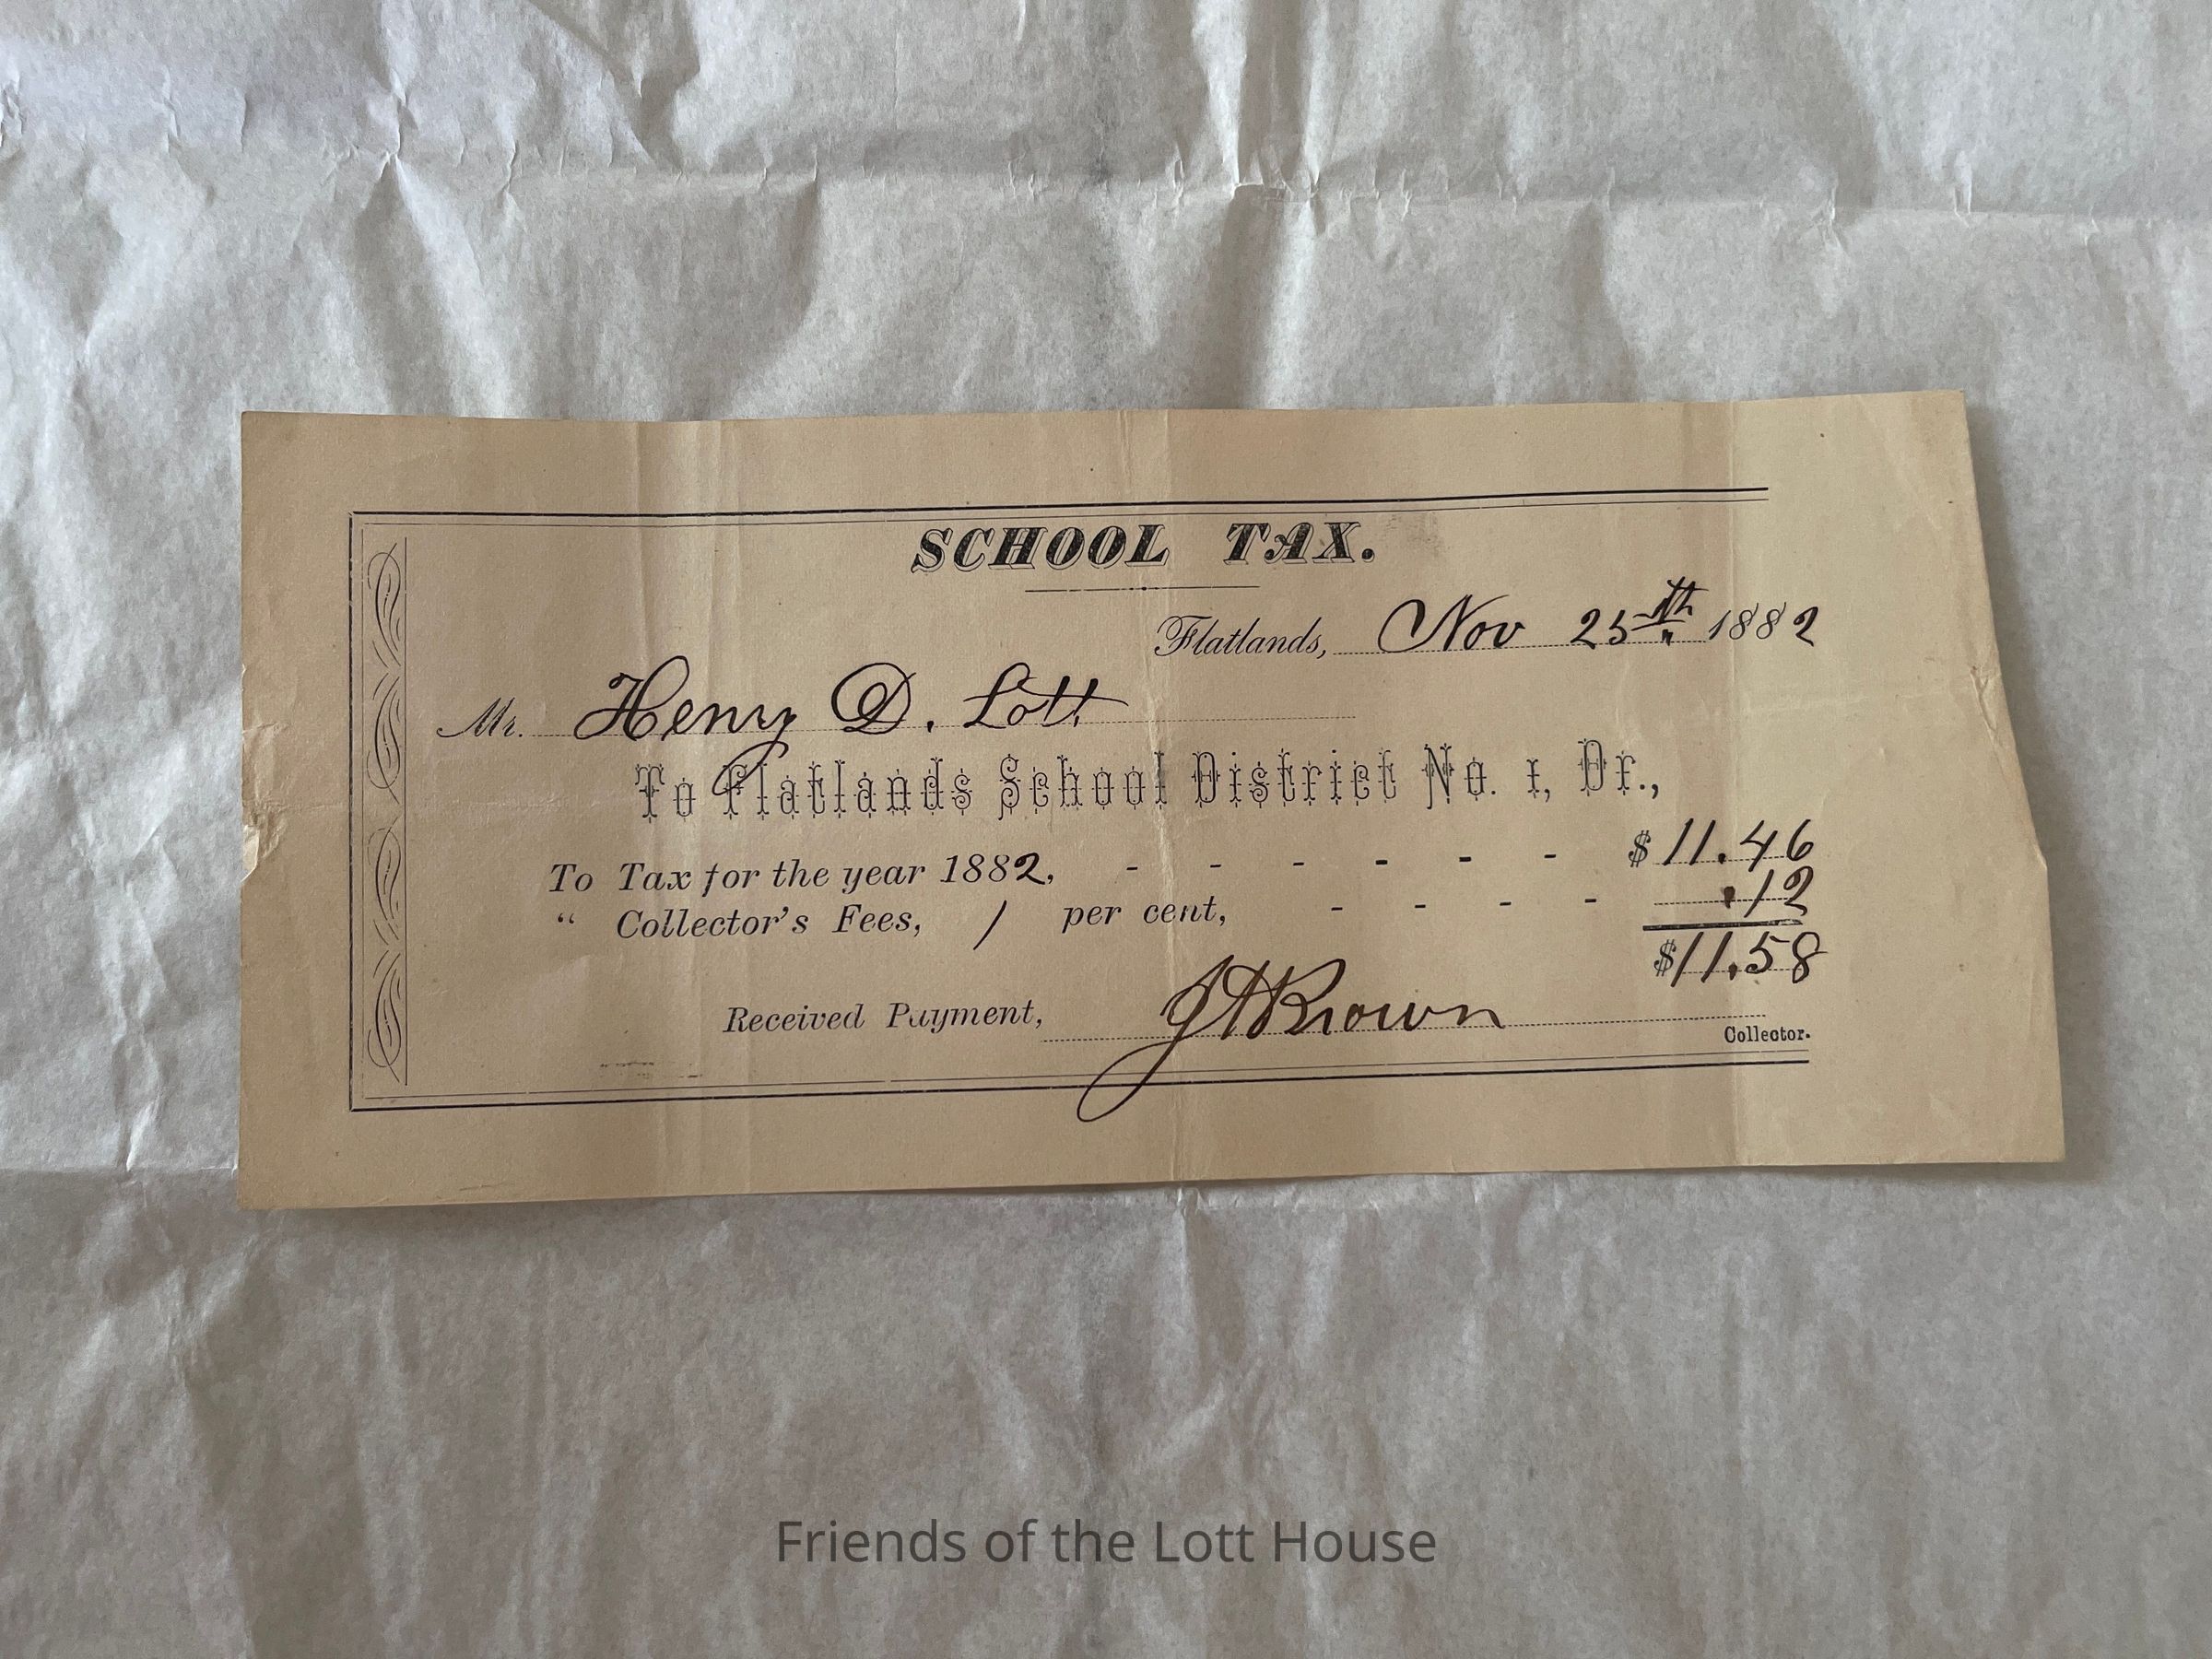 SCHOOL TAX.
Flatlands, Nov 25th 1882
Mr. Henry D. Lott
To Flatlands School District No. 1, Dr.,
To Tax for the year 1882, - - - - - - $11.46
“ Collector's Fees, 1 per cent, - - - - .12
$11.58
Received Payment, J A Brown
Collector.
Friends of the Lott House